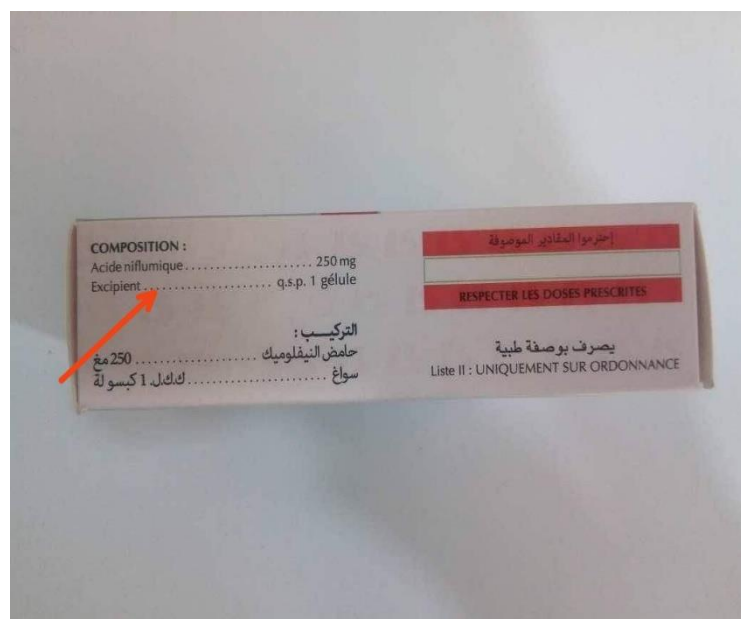 COMPOSITION :
Acide niflumique.................... 250 mg
Excipient...................... q.s.p. 1 gélule
التركيــب :
حامض النيفلوميك .................. 250 مغ
سواغ ....................ك.ك.ل. 1 كبسولة
إحترموا المقادير الموصوفة
RESPECTER LES DOSES PRESCRITES
يصرف بوصفة طبية
Liste II : UNIQUEMENT SUR ORDONNANCE